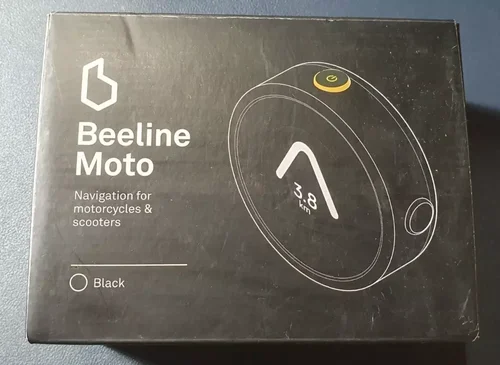 Beeline
Moto
Navigation for
motorcycles &
scooters
Black
3.8
km